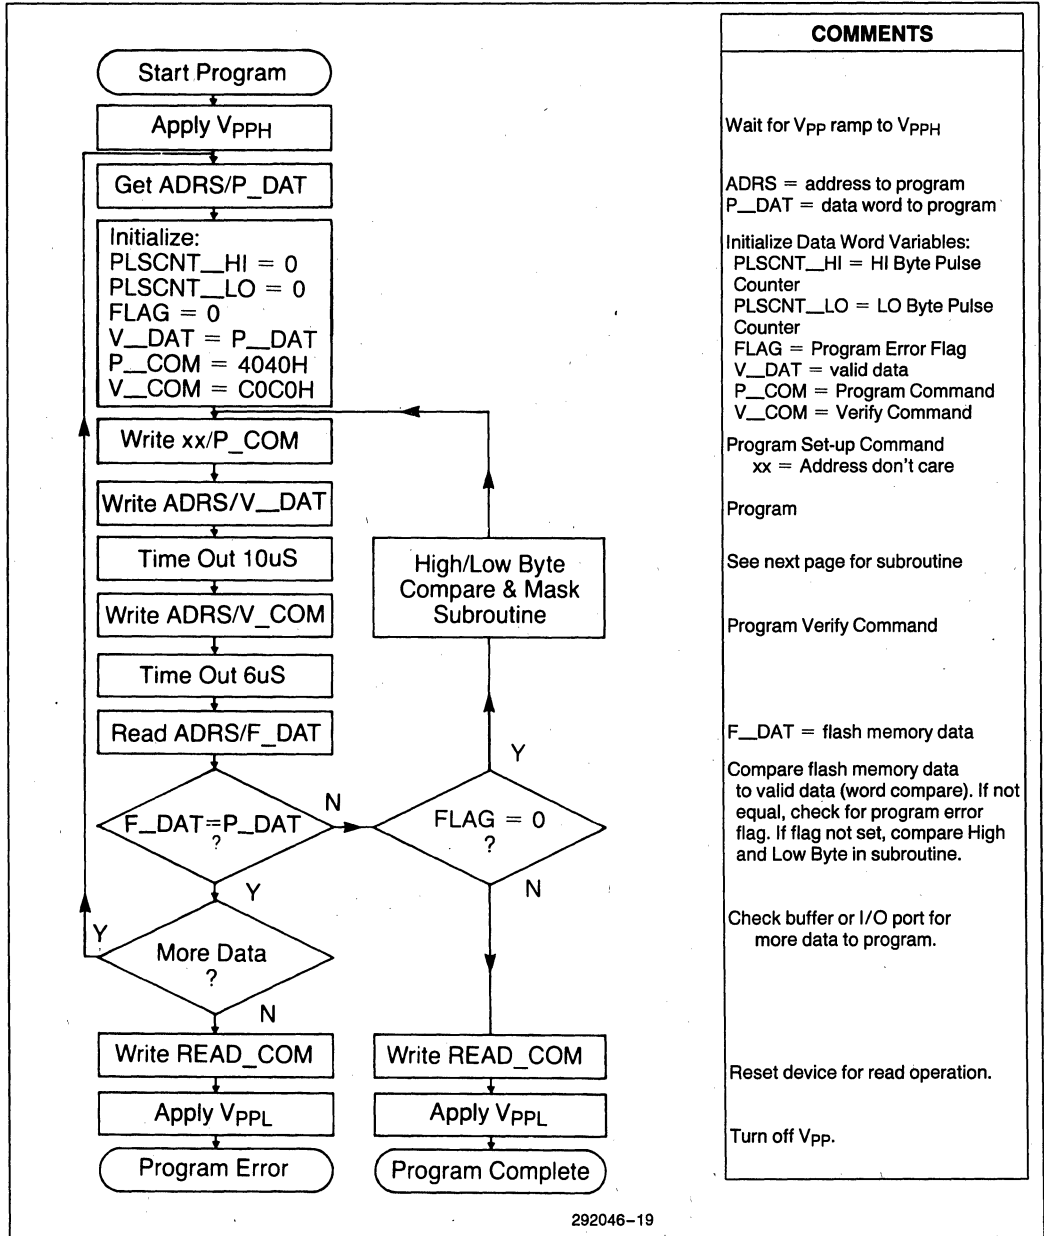 Start Program
Apply VPPH
Get ADRS/P_DAT
Initialize:
PLSCNT__HI = 0
PLSCNT__LO = 0
FLAG = 0
V__DAT = P__DAT
P__COM = 4040H
V__COM = C0C0H
Write xx/P_COM
Write ADRS/V__DAT
Time Out 10uS
Write ADRS/V_COM
Time Out 6uS
Read ADRS/F_DAT
F_DAT=P_DAT
?
N
Y
More Data
?
Y
N
Write READ_COM
Apply VPPL
Program Error
High/Low Byte
Compare & Mask
Subroutine
Y
FLAG = 0
?
N
Write READ_COM
Apply VPPL
Program Complete
COMMENTS
Wait for VPP ramp to VPPH
ADRS = address to program
P__DAT = data word to program
Initialize Data Word Variables:
PLSCNT__HI = HI Byte Pulse
Counter
PLSCNT__LO = LO Byte Pulse
Counter
FLAG = Program Error Flag
V__DAT = valid data
P__COM = Program Command
V__COM = Verify Command
Program Set-up Command
xx = Address don't care
Program
See next page for subroutine
Program Verify Command
F__DAT = flash memory data
Compare flash memory data
to valid data (word compare). If not
equal, check for program error
flag. If flag not set, compare High
and Low Byte in subroutine.
Check buffer or I/O port for
more data to program.
Reset device for read operation.
Turn off VPP.
292046-19